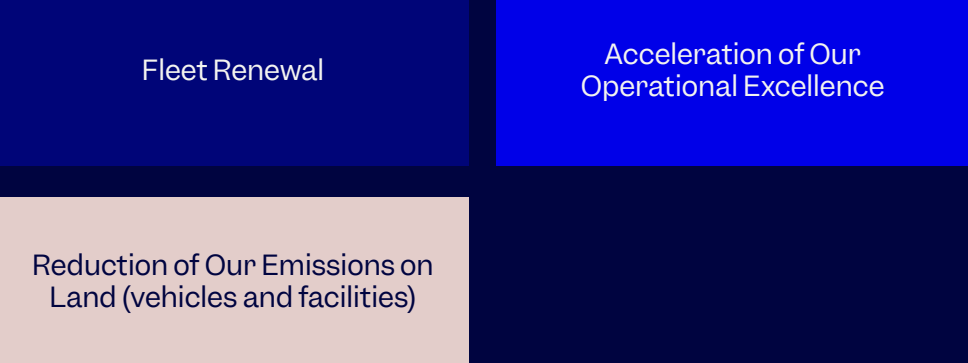 Fleet Renewal
Acceleration of Our
Operational Excellence
Reduction of Our Emissions on
Land (vehicles and facilities)